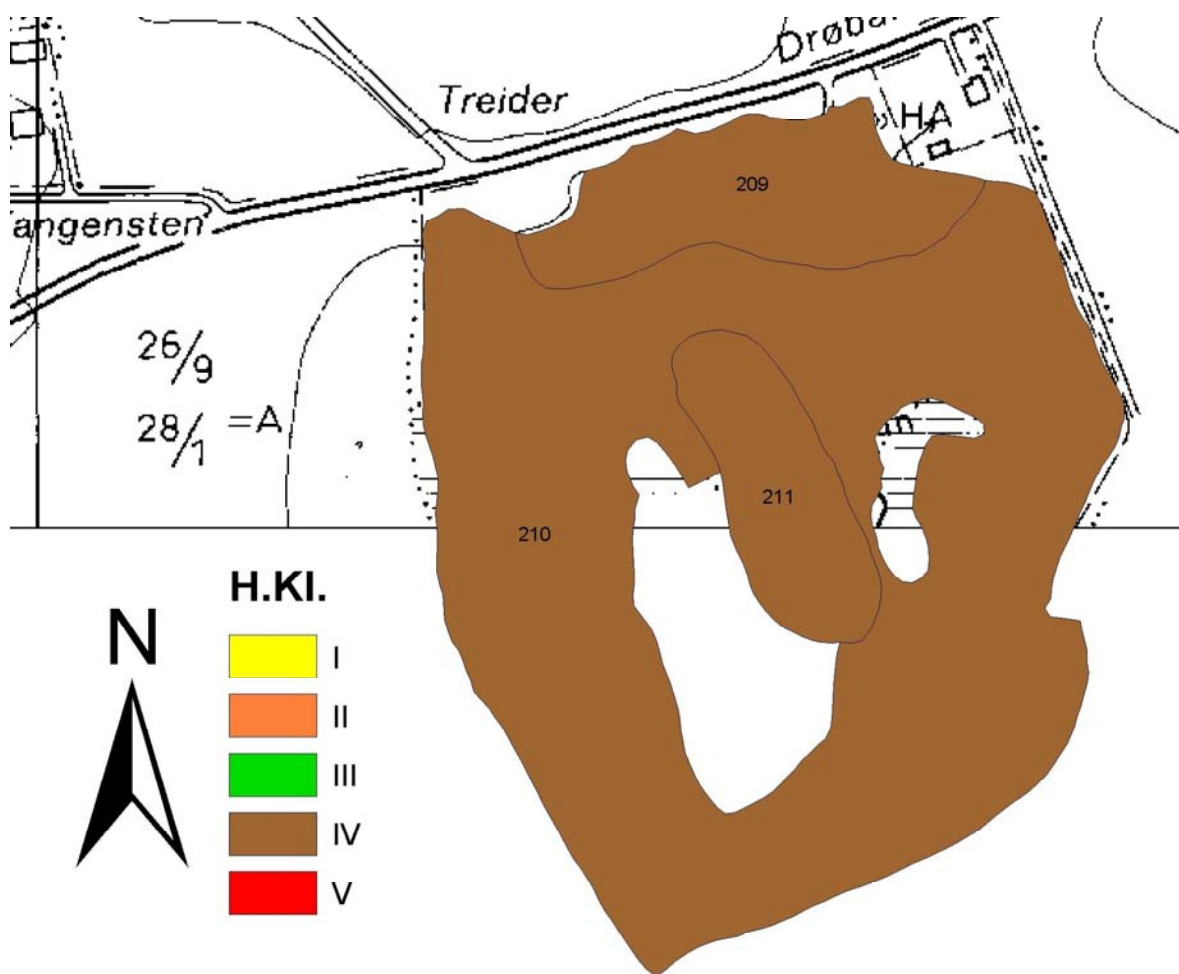 Drøba
Treider
HA
209
angensten
26/9
28/1 =A
211
210
H.Kl.
N
I
II
III
IV
V